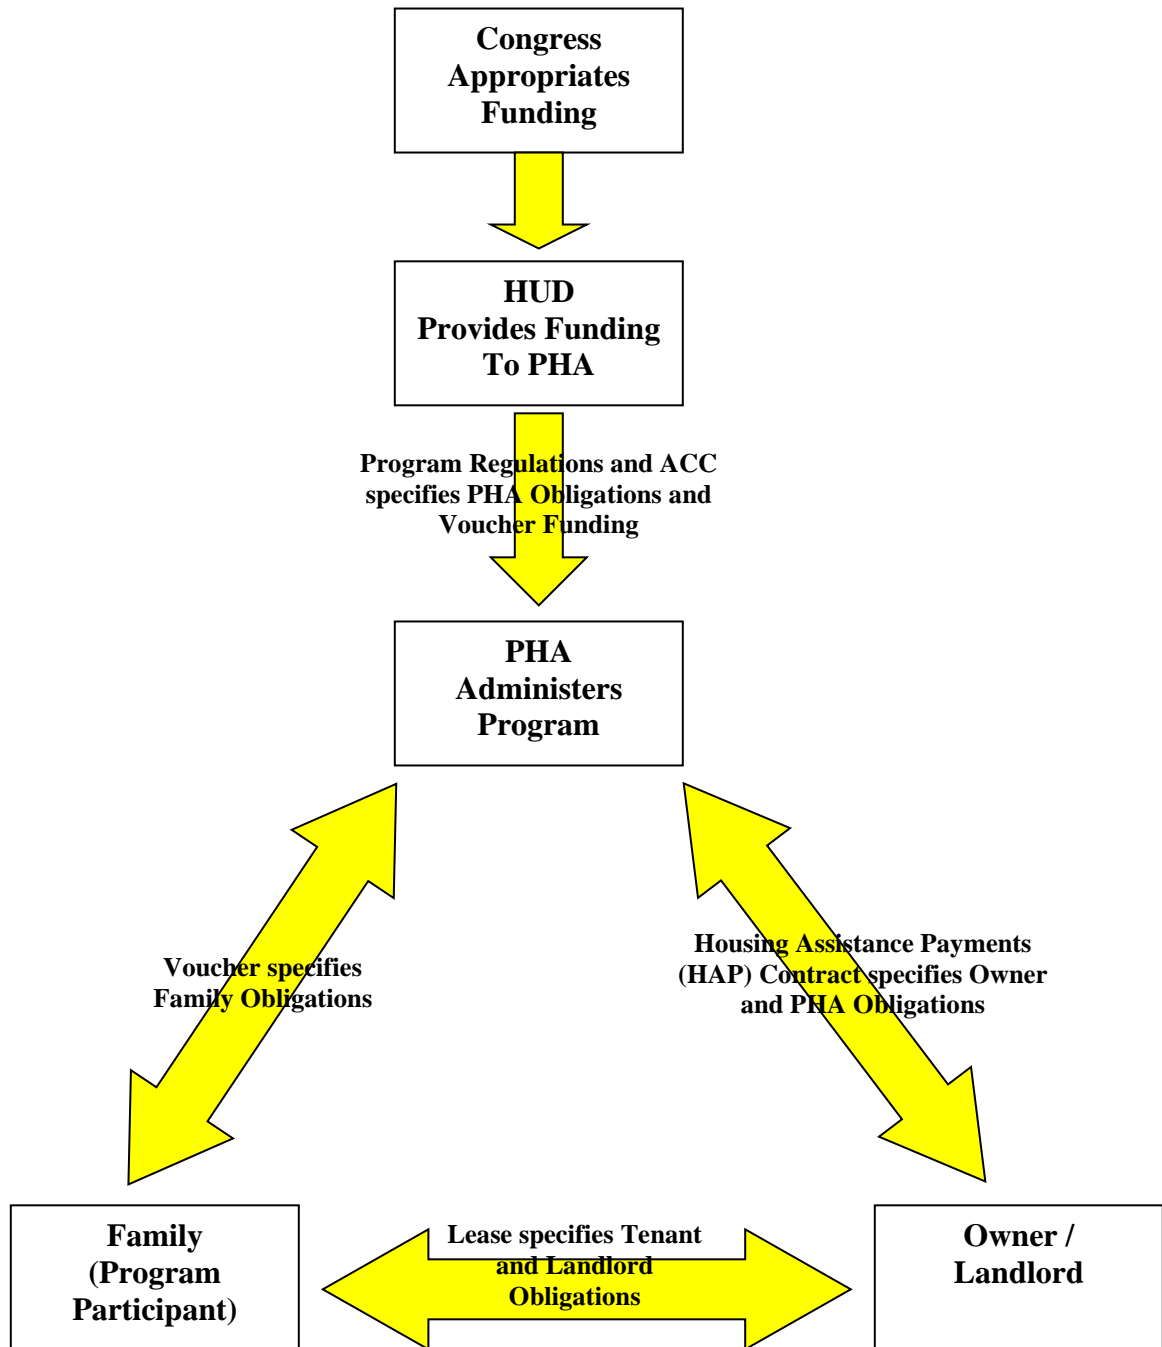 Congress
Appropriates
Funding
HUD
Provides Funding
To PHA
Program Regulations and ACC
specifies PHA Obligations and
Voucher Funding
PHA
Administers
Program
Voucher specifies
Family Obligations
Housing Assistance Payments
(HAP) Contract specifies Owner
and PHA Obligations
Family
(Program
Participant)
Lease specifies Tenant
and Landlord
Obligations
Owner /
Landlord